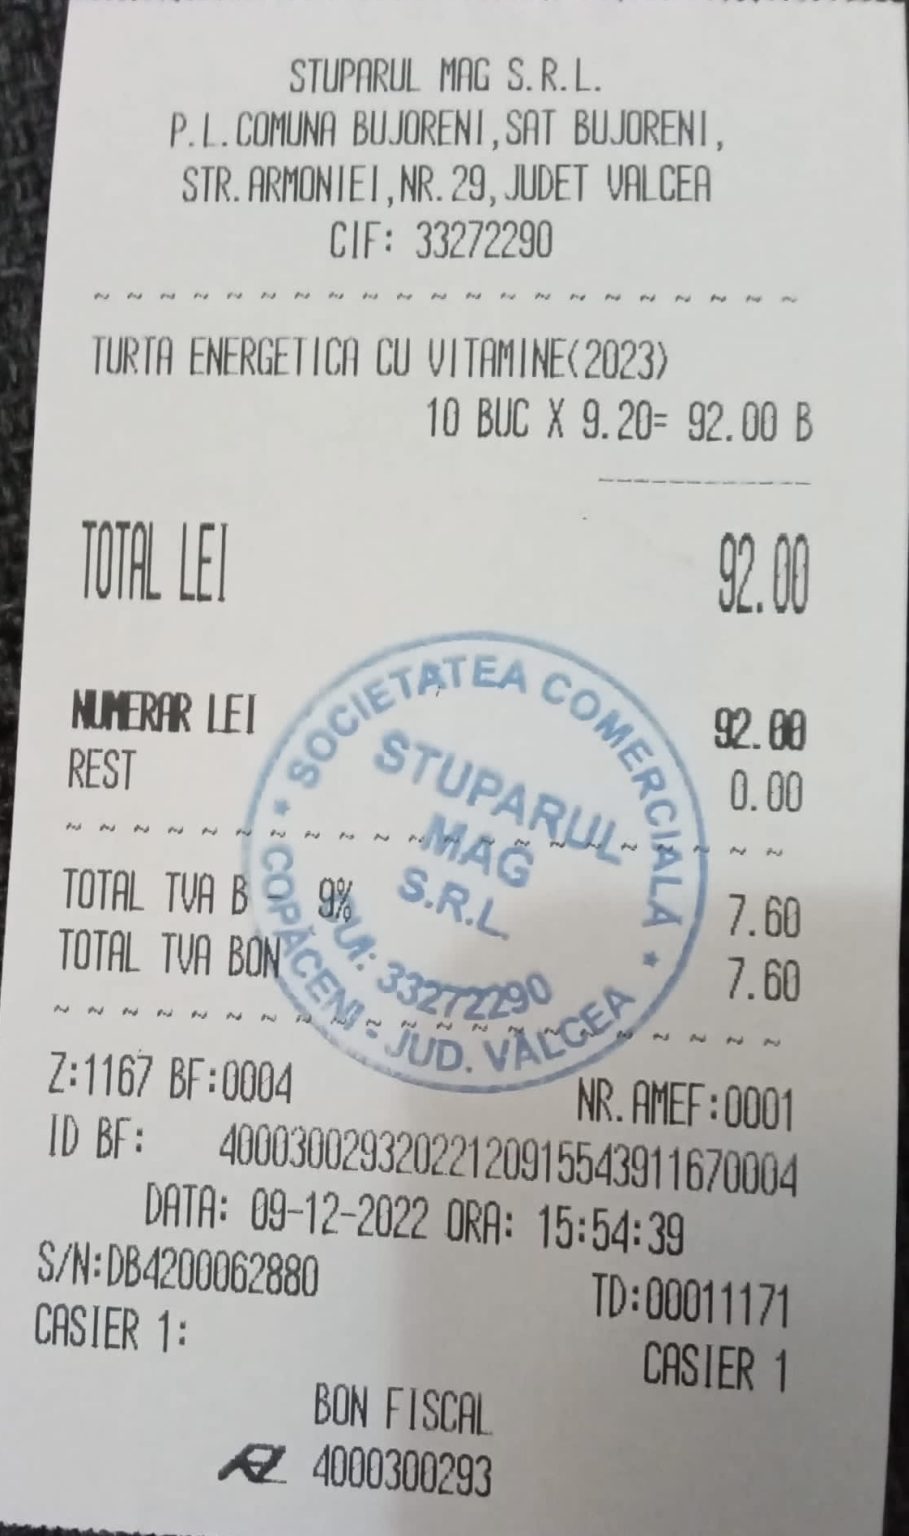 STUPARUL MAG S.R.L.
P.L.COMUNA BUJORENI,SAT BUJORENI,
STR.ARMONIEI,NR.29,JUDET VALCEA
CIF: 33272290
~ ~ ~ ~ ~ ~ ~ ~ ~ ~ ~ ~ ~ ~ ~ ~ ~ ~ ~ ~ ~
TURTA ENERGETICA CU VITAMINE(2023)
10 BUC X 9.20= 92.00 B
------------
TOTAL LEI 92.00
NUMERAR LEI 92.00
REST 0.00
~ ~ ~ ~ ~ ~ ~ ~ ~ ~ ~ ~ ~ ~ ~ ~ ~ ~ ~ ~ ~
TOTAL TVA B - 9% 7.60
TOTAL TVA BON 7.60
~ ~ ~ ~ ~ ~ ~ ~ ~ ~ ~ ~ ~ ~ ~ ~ ~ ~ ~ ~ ~
* SOCIETATEA COMERCIALĂ *
COPĂCENI - JUD. VÂLCEA
STUPARUL
MAG
S.R.L.
CUI: 33272290
Z:1167 BF:0004 NR.AMEF:0001
ID BF: 40003002932022120915543911670004
DATA: 09-12-2022 ORA: 15:54:39
S/N:DB4200062880 TD:00011171
CASIER 1: CASIER 1
BON FISCAL
4000300293